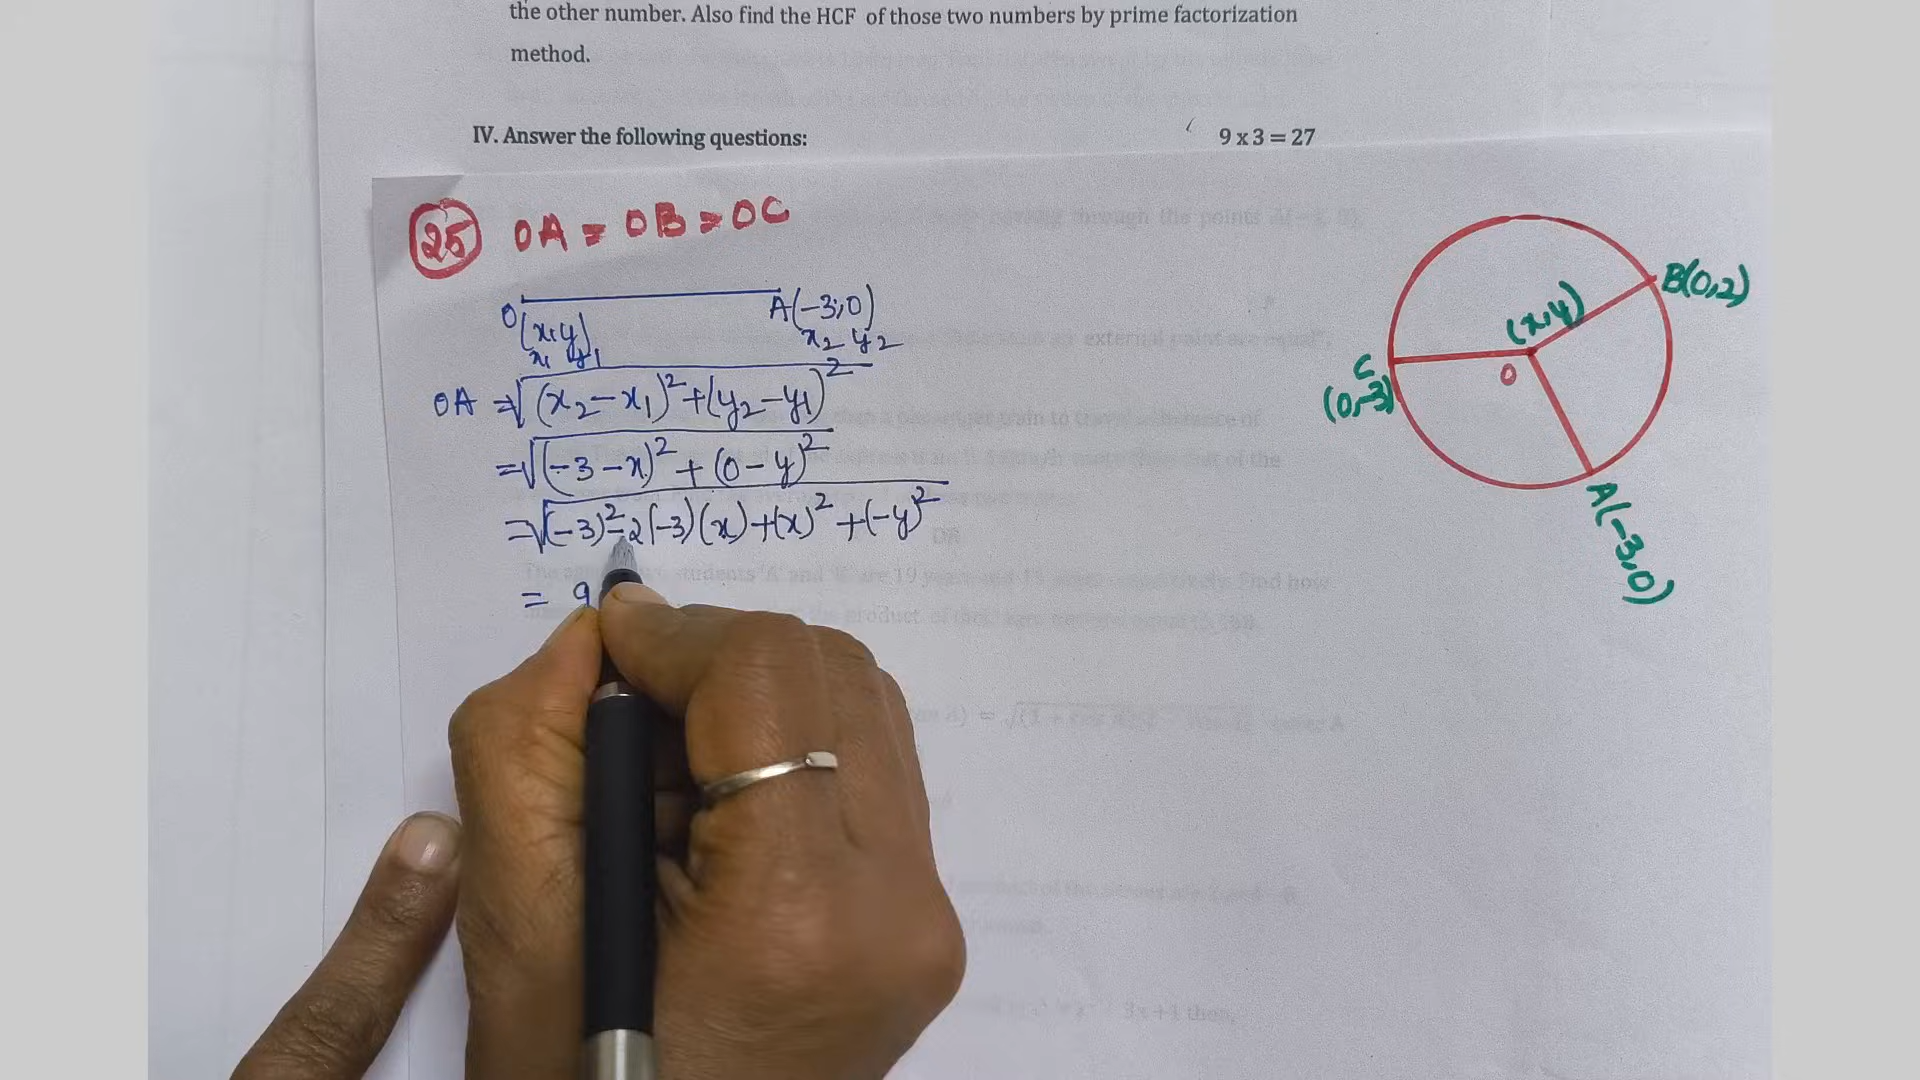 the other number. Also find the HCF of those two numbers by prime factorization
method.
IV. Answer the following questions: 9 x 3 = 27
25 OA = OB = OC
O A(-3,0)
(x,y) x₂ y₂
x₁ y₁
OA = √(x₂-x₁)²+(y₂-y₁)²
= √(-3-x)²+(0-y)²
= √(-3)²-2(-3)(x)+(x)²+(-y)²
= 9
B(0,2)
(x,y)
C
O
(0,-3)
A(-3,0)